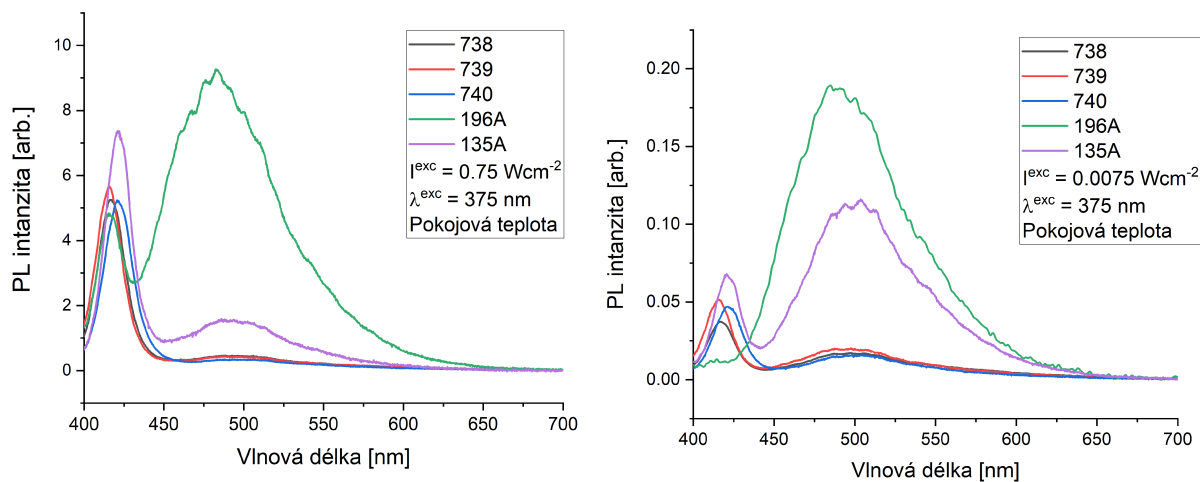 PL intanzita [arb.]
10
8
6
4
2
0
400
450
500
550
600
650
700
Vlnová délka [nm]
738
739
740
196A
135A
I^exc = 0.75 Wcm⁻²
λ^exc = 375 nm
Pokojová teplota
PL intanzita [arb.]
0.20
0.15
0.10
0.05
0.00
400
450
500
550
600
650
700
Vlnová délka [nm]
738
739
740
196A
135A
I^exc = 0.0075 Wcm⁻²
λ^exc = 375 nm
Pokojová teplota